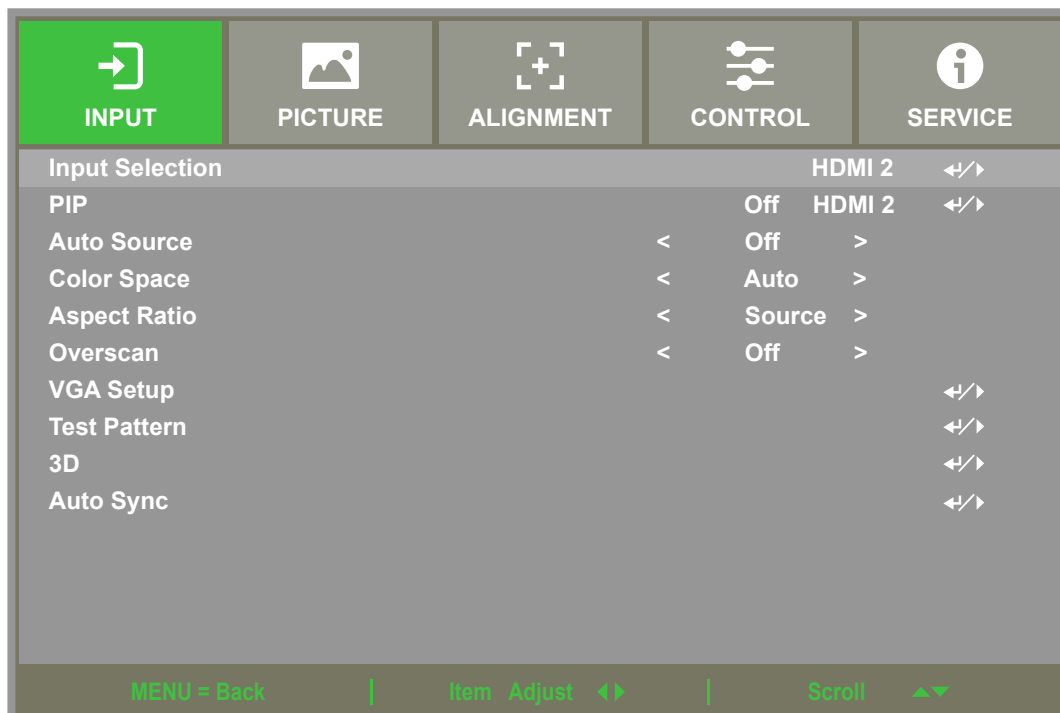 INPUT PICTURE ALIGNMENT CONTROL SERVICE
Input Selection HDMI 2
PIP Off HDMI 2
Auto Source < Off >
Color Space < Auto >
Aspect Ratio < Source >
Overscan < Off >
VGA Setup
Test Pattern
3D
Auto Sync
MENU = Back | Item Adjust | Scroll